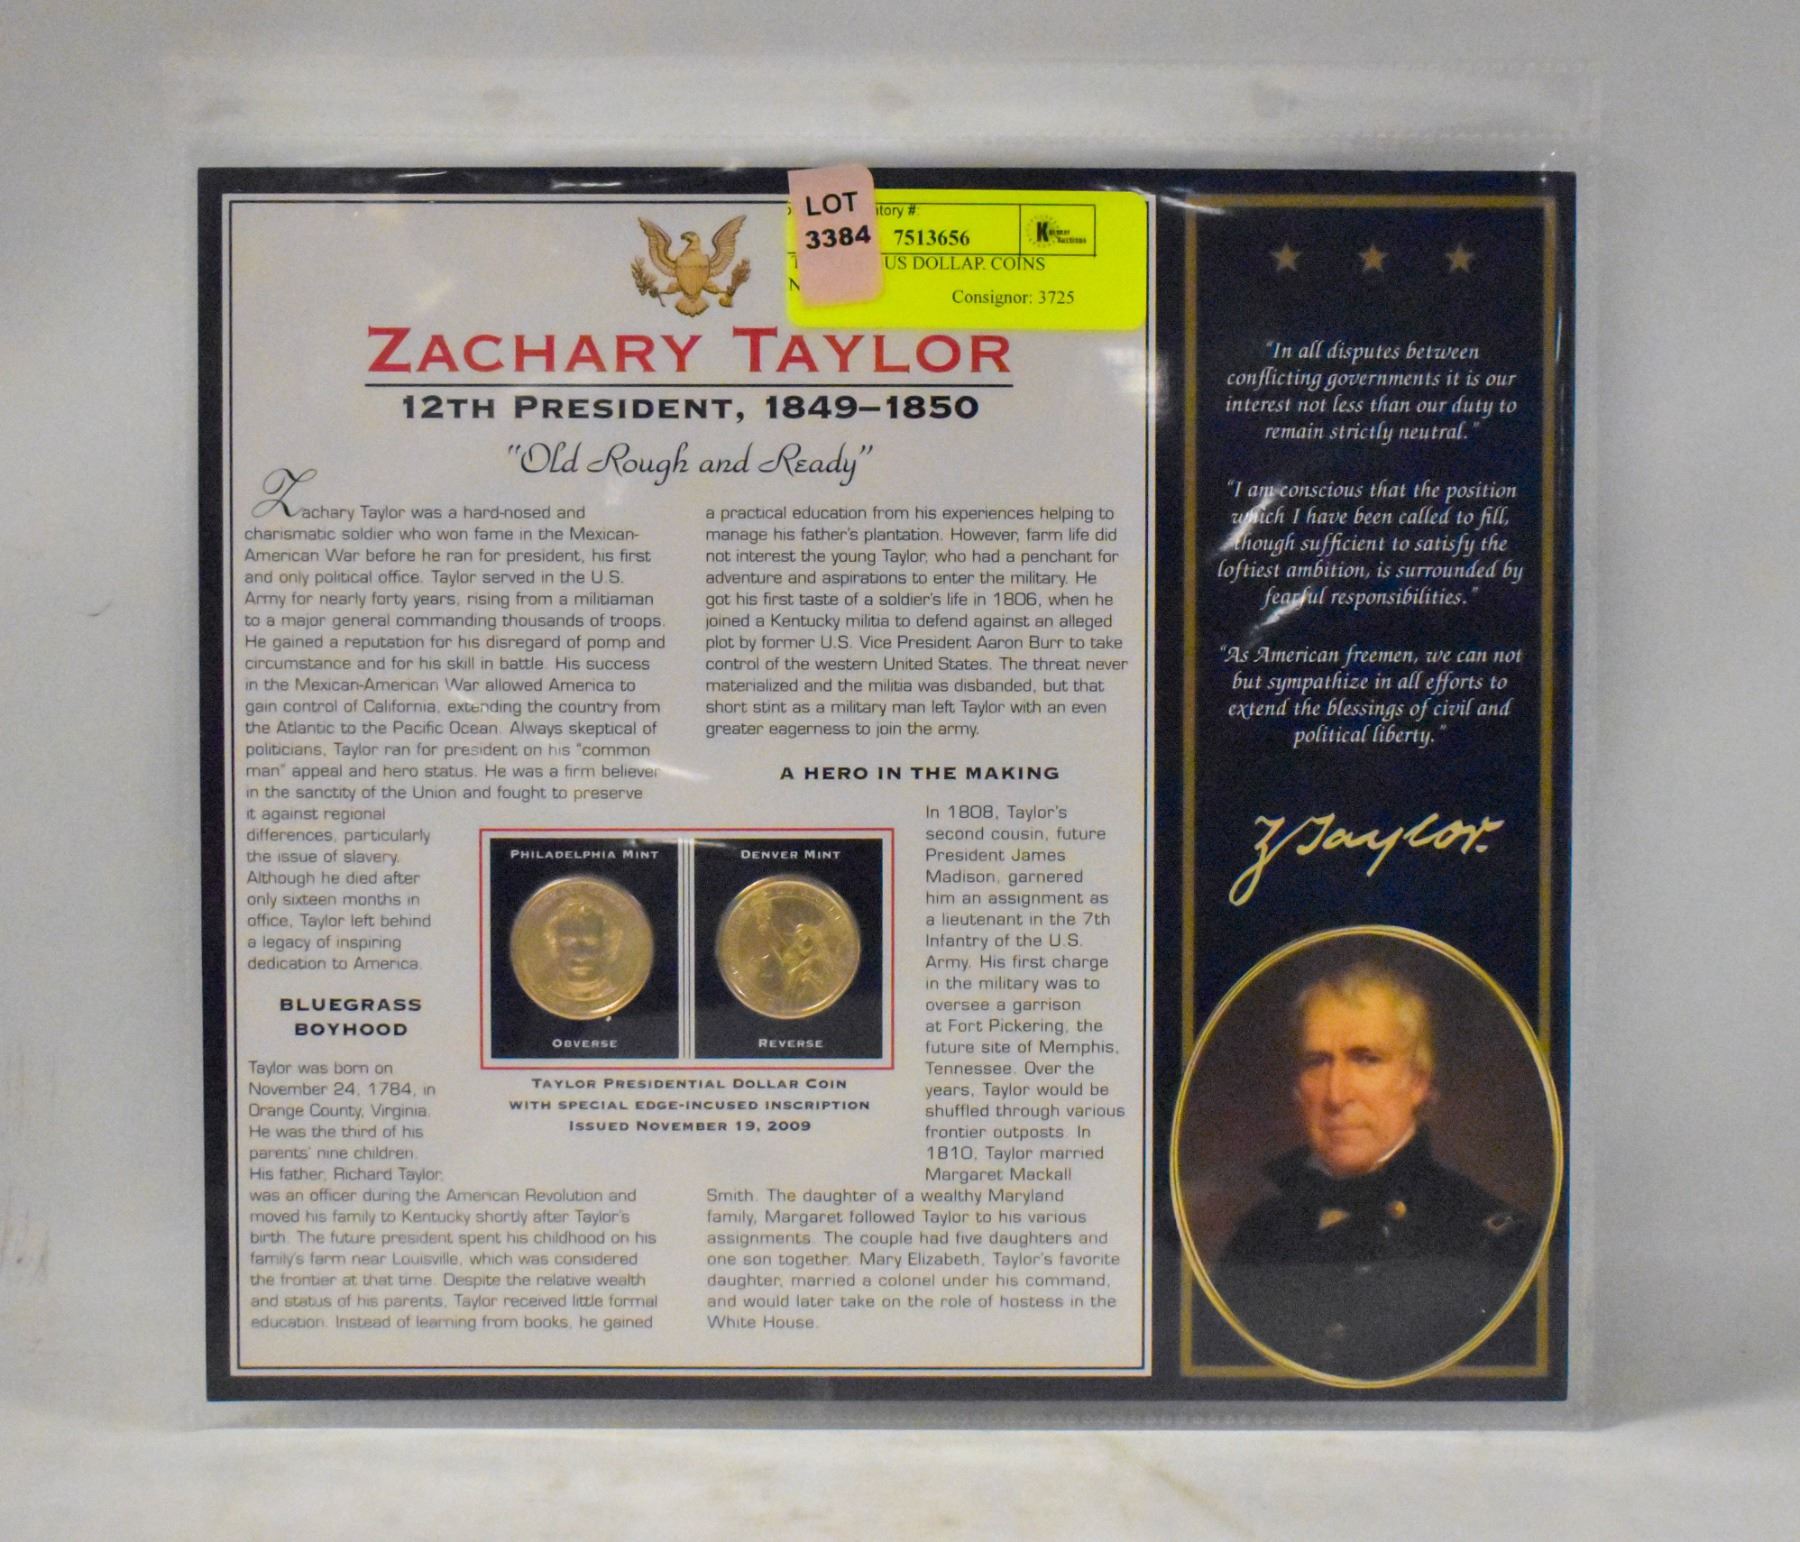 LOT
3384
tory #:
7513656
US DOLLAP. COINS
Consignor: 3725
ZACHARY TAYLOR
12TH PRESIDENT, 1849–1850
"Old Rough and Ready"
Zachary Taylor was a hard-nosed and
charismatic soldier who won fame in the Mexican-
American War before he ran for president, his first
and only political office. Taylor served in the U.S.
Army for nearly forty years, rising from a militiaman
to a major general commanding thousands of troops.
He gained a reputation for his disregard of pomp and
circumstance and for his skill in battle. His success
in the Mexican-American War allowed America to
gain control of California, extending the country from
the Atlantic to the Pacific Ocean. Always skeptical of
politicians, Taylor ran for president on his "common
man" appeal and hero status. He was a firm believer
in the sanctity of the Union and fought to preserve
it against regional
differences, particularly
the issue of slavery.
Although he died after
only sixteen months in
office, Taylor left behind
a legacy of inspiring
dedication to America.
BLUEGRASS
BOYHOOD
Taylor was born on
November 24, 1784, in
Orange County, Virginia.
He was the third of his
parents' nine children.
His father, Richard Taylor,
was an officer during the American Revolution and
moved his family to Kentucky shortly after Taylor's
birth. The future president spent his childhood on his
family's farm near Louisville, which was considered
the frontier at that time. Despite the relative wealth
and status of his parents, Taylor received little formal
education. Instead of learning from books, he gained
a practical education from his experiences helping to
manage his father's plantation. However, farm life did
not interest the young Taylor, who had a penchant for
adventure and aspirations to enter the military. He
got his first taste of a soldier's life in 1806, when he
joined a Kentucky militia to defend against an alleged
plot by former U.S. Vice President Aaron Burr to take
control of the western United States. The threat never
materialized and the militia was disbanded, but that
short stint as a military man left Taylor with an even
greater eagerness to join the army.
A HERO IN THE MAKING
In 1808, Taylor's
second cousin, future
President James
Madison, garnered
him an assignment as
a lieutenant in the 7th
Infantry of the U.S.
Army. His first charge
in the military was to
oversee a garrison
at Fort Pickering, the
future site of Memphis,
Tennessee. Over the
years, Taylor would be
shuffled through various
frontier outposts. In
1810, Taylor married
Margaret Mackall
Smith. The daughter of a wealthy Maryland
family, Margaret followed Taylor to his various
assignments. The couple had five daughters and
one son together. Mary Elizabeth, Taylor's favorite
daughter, married a colonel under his command,
and would later take on the role of hostess in the
White House.
PHILADELPHIA MINT
OBVERSE
DENVER MINT
REVERSE
TAYLOR PRESIDENTIAL DOLLAR COIN
WITH SPECIAL EDGE-INCUSED INSCRIPTION
ISSUED NOVEMBER 19, 2009
"In all disputes between
conflicting governments it is our
interest not less than our duty to
remain strictly neutral."
"I am conscious that the position
which I have been called to fill,
though sufficient to satisfy the
loftiest ambition, is surrounded by
fearful responsibilities."
"As American freemen, we can not
but sympathize in all efforts to
extend the blessings of civil and
political liberty."
Z Taylor.